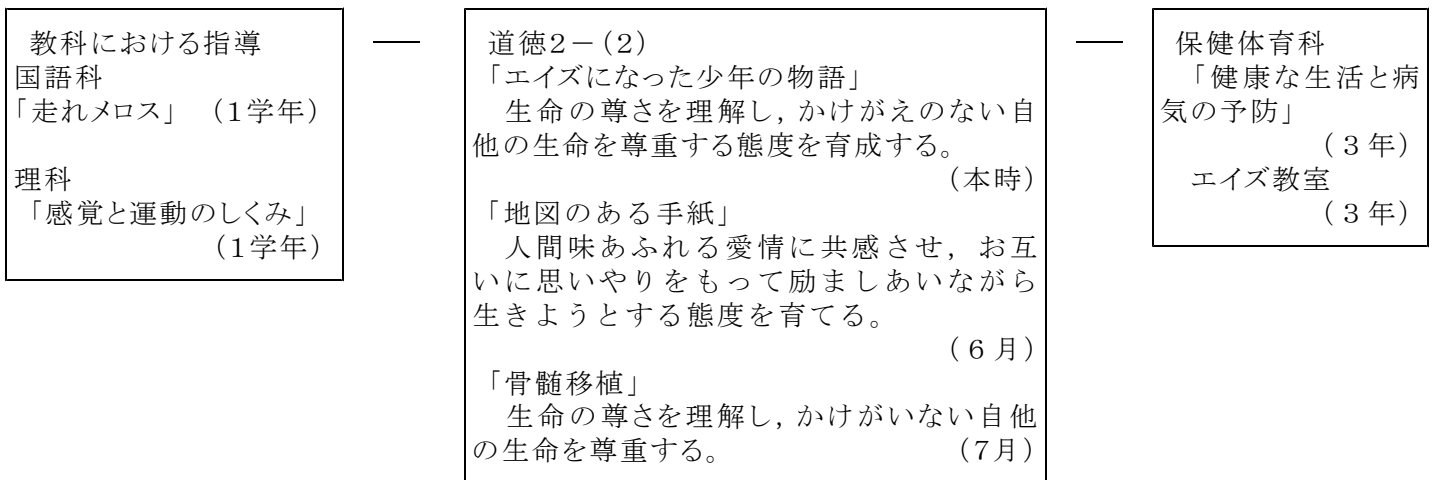 教科における指導
国語科
「走れメロス」 (1学年)
理科
「感覚と運動のしくみ」
(1学年)
道徳2-(2)
「エイズになった少年の物語」
生命の尊さを理解し,かけがえのない自
他の生命を尊重する態度を育成する。
(本時)
「地図のある手紙」
人間味あふれる愛情に共感させ, お互
いに思いやりをもって励ましあいながら
生きようとする態度を育てる。
(6月)
「骨髄移植」
生命の尊さを理解し,かけがいない自他
の生命を尊重する。 (7月)
保健体育科
「健康な生活と病
気の予防」
(3年)
エイズ教室
(3年)